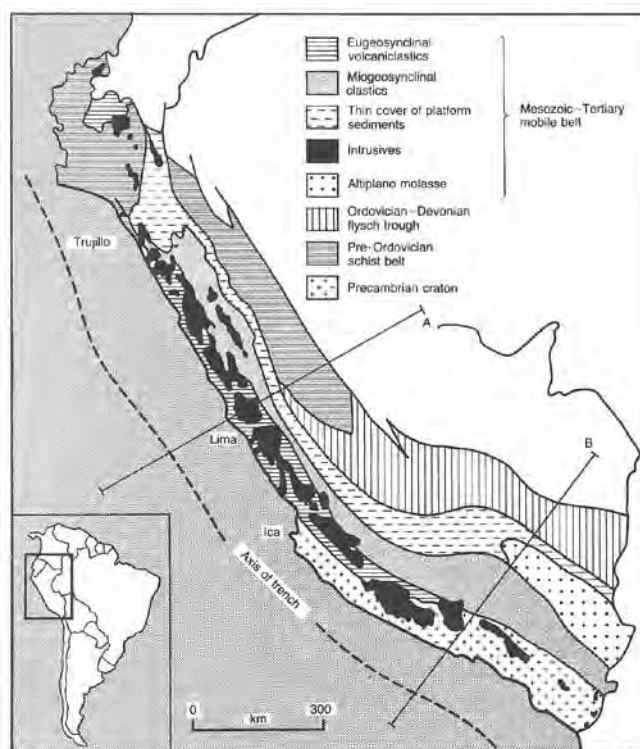 Eugeosynclinal
volcaniclastics
Miogeosynclinal
clastics
Thin cover of platform
sediments
Mesozoic–Tertiary
mobile belt
Intrusives
Altiplano molasse
Ordovician–Devonian
flysch trough
Pre-Ordovician
schist belt
Precambrian craton
Trujillo
A
Lima
B
Ica
Axis of trench
0 300
km